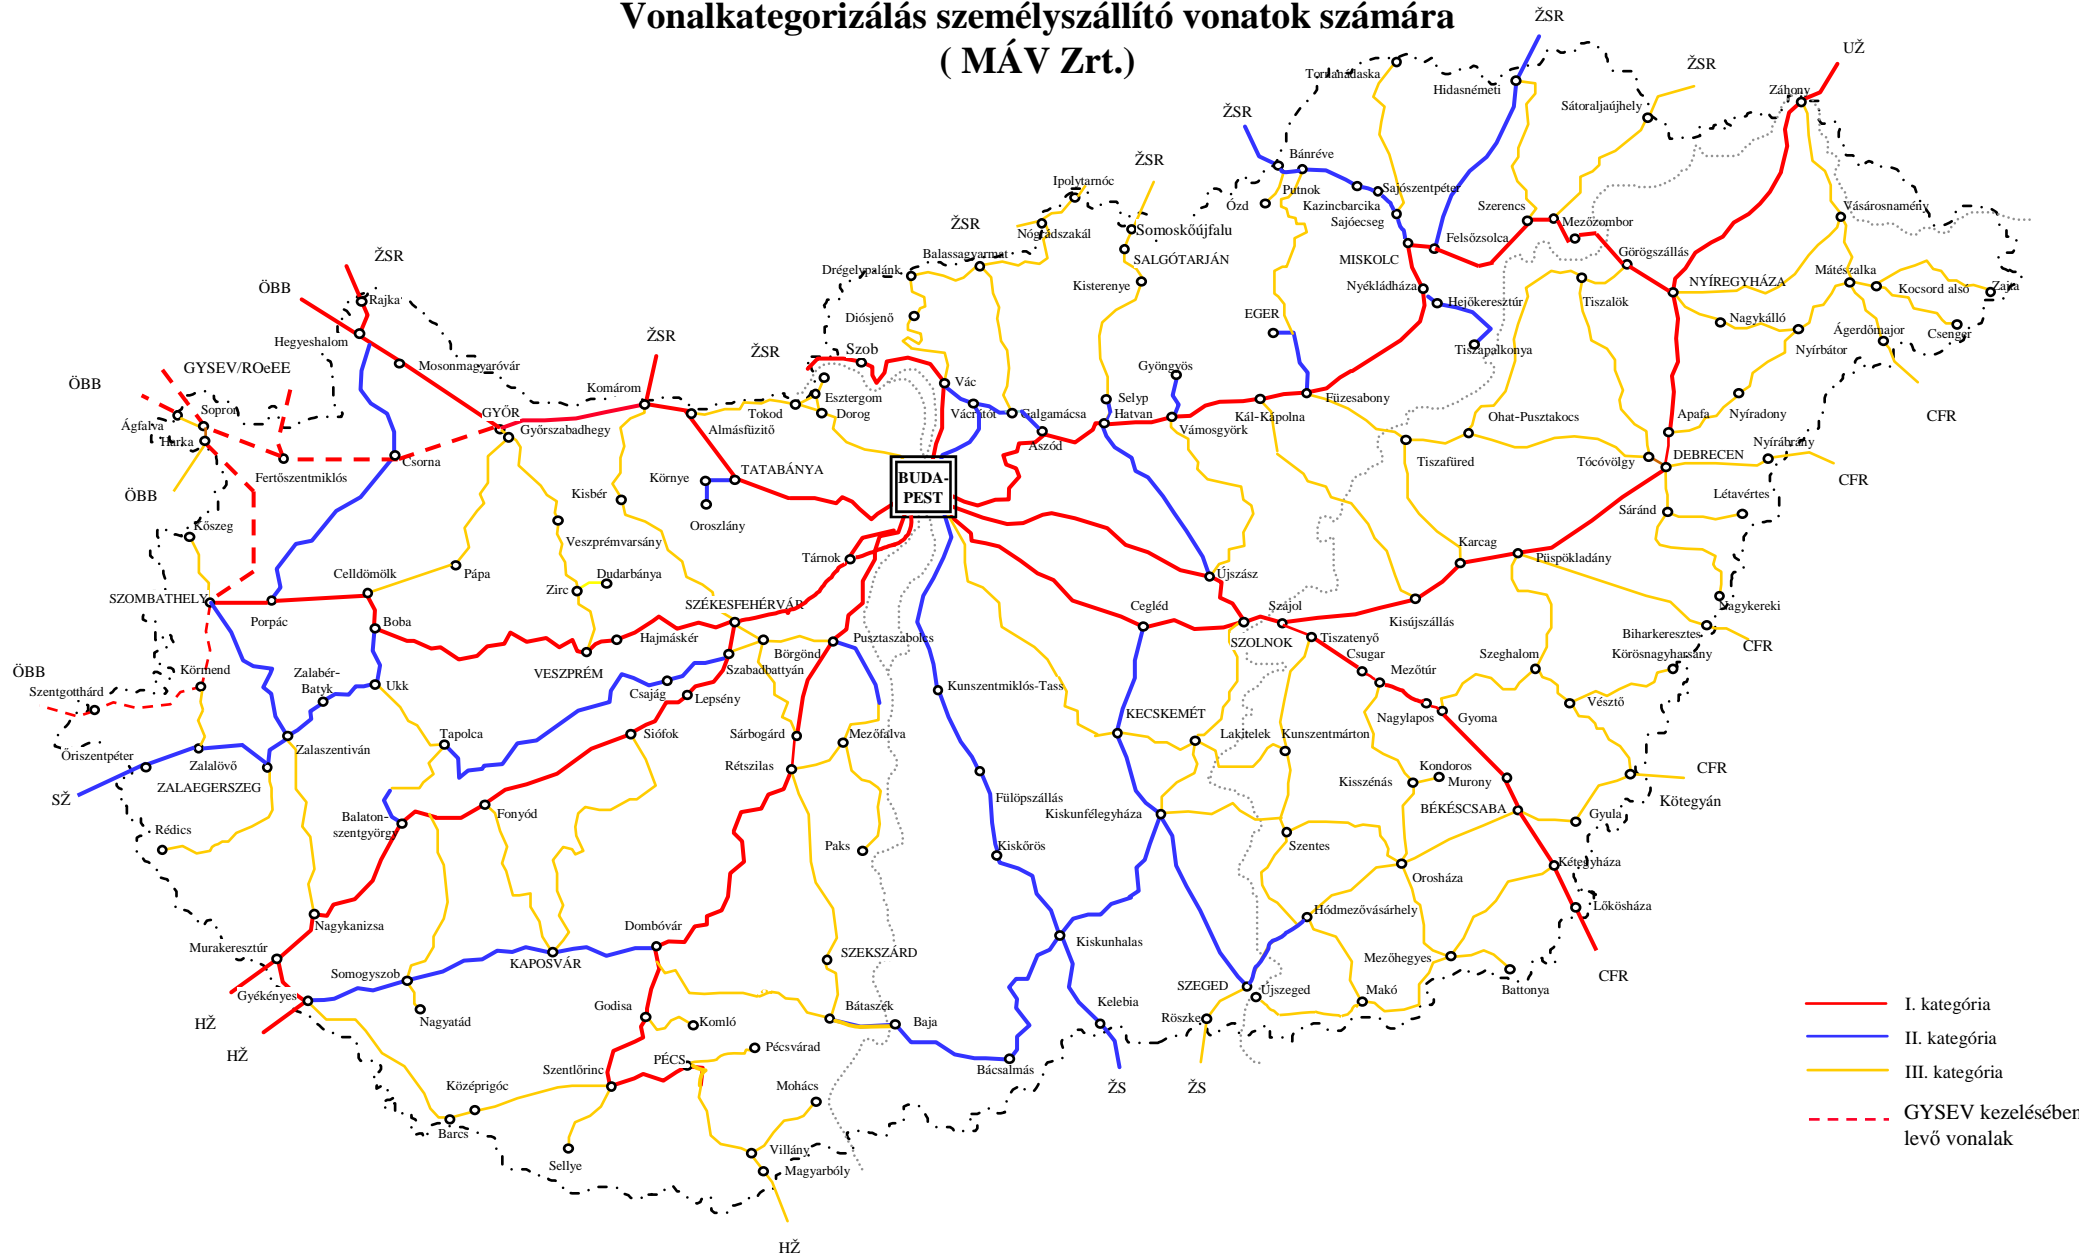 Vonalkategorizálás személyszállító vonatok számára
( MÁV Zrt.)
ŽSR
UŽ
ŽSR
Tornanádaska
Hidasnémeti
Sátoraljaújhely
Záhony
ŽSR
Bánréve
ŽSR
Ipolytarnóc
Putnok
Sajószentpéter
Ózd
Kazincbarcika
Szerencs
Vásárosnamény
ŽSR
Nógrádszakál
Somoskőújfalu
Sajóecseg
Felsőzsolca
Mezőzombor
Balassagyarmat
SALGÓTARJÁN
MISKOLC
Görögszállás
ŽSR
Drégelypalánk
Kisterenye
Nyékládháza
NYÍREGYHÁZA
Mátészalka
ÖBB
Rajka
Hejőkeresztúr
Tiszalök
Kocsord alsó
Zajta
Diósjenő
EGER
Nagykálló
Ágerdőmajor
Csenger
Hegyeshalom
ŽSR
ŽSR
Szob
Tiszapalkonya
Nyírbátor
GYSEV/ROeEE
Mosonmagyaróvár
Gyöngyös
ÖBB
Komárom
Vác
Esztergom
Selyp
Kál-Kápolna
Füzesabony
Sopron
GYŐR
Tokod
Dorog
Vácrátót
Galgamácsa
Hatvan
Ohat-Pusztakocs
Apafa
Nyíradony
CFR
Ágfalva
Győrszabadhegy
Almásfüzitő
Vámosgyörk
Harka
Aszód
Nyírábrány
Csorna
Tiszafüred
Tócóvölgy
DEBRECEN
Fertőszentmiklós
Környe
TATABÁNYA
BUDA-
PEST
CFR
ÖBB
Kisbér
Létavértes
Kőszeg
Oroszlány
Sáránd
Veszprémvarsány
Tárnok
Karcag
Püspökladány
Celldömölk
Pápa
Zirc
Dudarbánya
Újszász
SZOMBATHELY
SZÉKESFEHÉRVÁR
Cegléd
Szajol
Nagykereki
Porpác
Boba
Hajmáskér
Pusztaszabolcs
SZOLNOK
Tiszatenyő
Kisújszállás
Biharkeresztes
Börgönd
Csugar
Szeghalom
Körösnagyharsány
CFR
ÖBB
Körmend
Zalabér-
Batyk
Ukk
VESZPRÉM
Szabadbattyán
Mezőtúr
Szentgotthárd
Csajág
Lepsény
Kunszentmiklós-Tass
Vésztő
KECSKEMÉT
Nagylapos
Gyoma
Őriszentpéter
Zalaszentiván
Tapolca
Siófok
Sárbogárd
Mezőfalva
Lakitelek
Kunszentmárton
Zalalövő
Rétszilas
Kondoros
CFR
SŽ
ZALAEGERSZEG
Kisszénás
Murony
Kötegyán
Balaton-
szentgyörgy
Fonyód
Fülöpszállás
Kiskunfélegyháza
BÉKÉSCSABA
Gyula
Rédics
Paks
Kiskőrös
Szentes
Orosháza
Kétegyháza
Nagykanizsa
Dombóvár
Hódmezővásárhely
Lőkösháza
Murakeresztúr
KAPOSVÁR
SZEKSZÁRD
Kiskunhalas
Mezőhegyes
Somogyszob
SZEGED
Újszeged
Makó
Battonya
CFR
Gyékényes
Godisa
Bátaszék
Kelebia
I. kategória
HŽ
Nagyatád
Komló
Baja
Röszke
II. kategória
HŽ
PÉCS
Pécsvárad
Szentlőrinc
Bácsalmás
ŽS
ŽS
III. kategória
Középrigóc
Mohács
GYSEV kezelésében
levő vonalak
Barcs
Villány
Sellye
Magyarbóly
HŽ